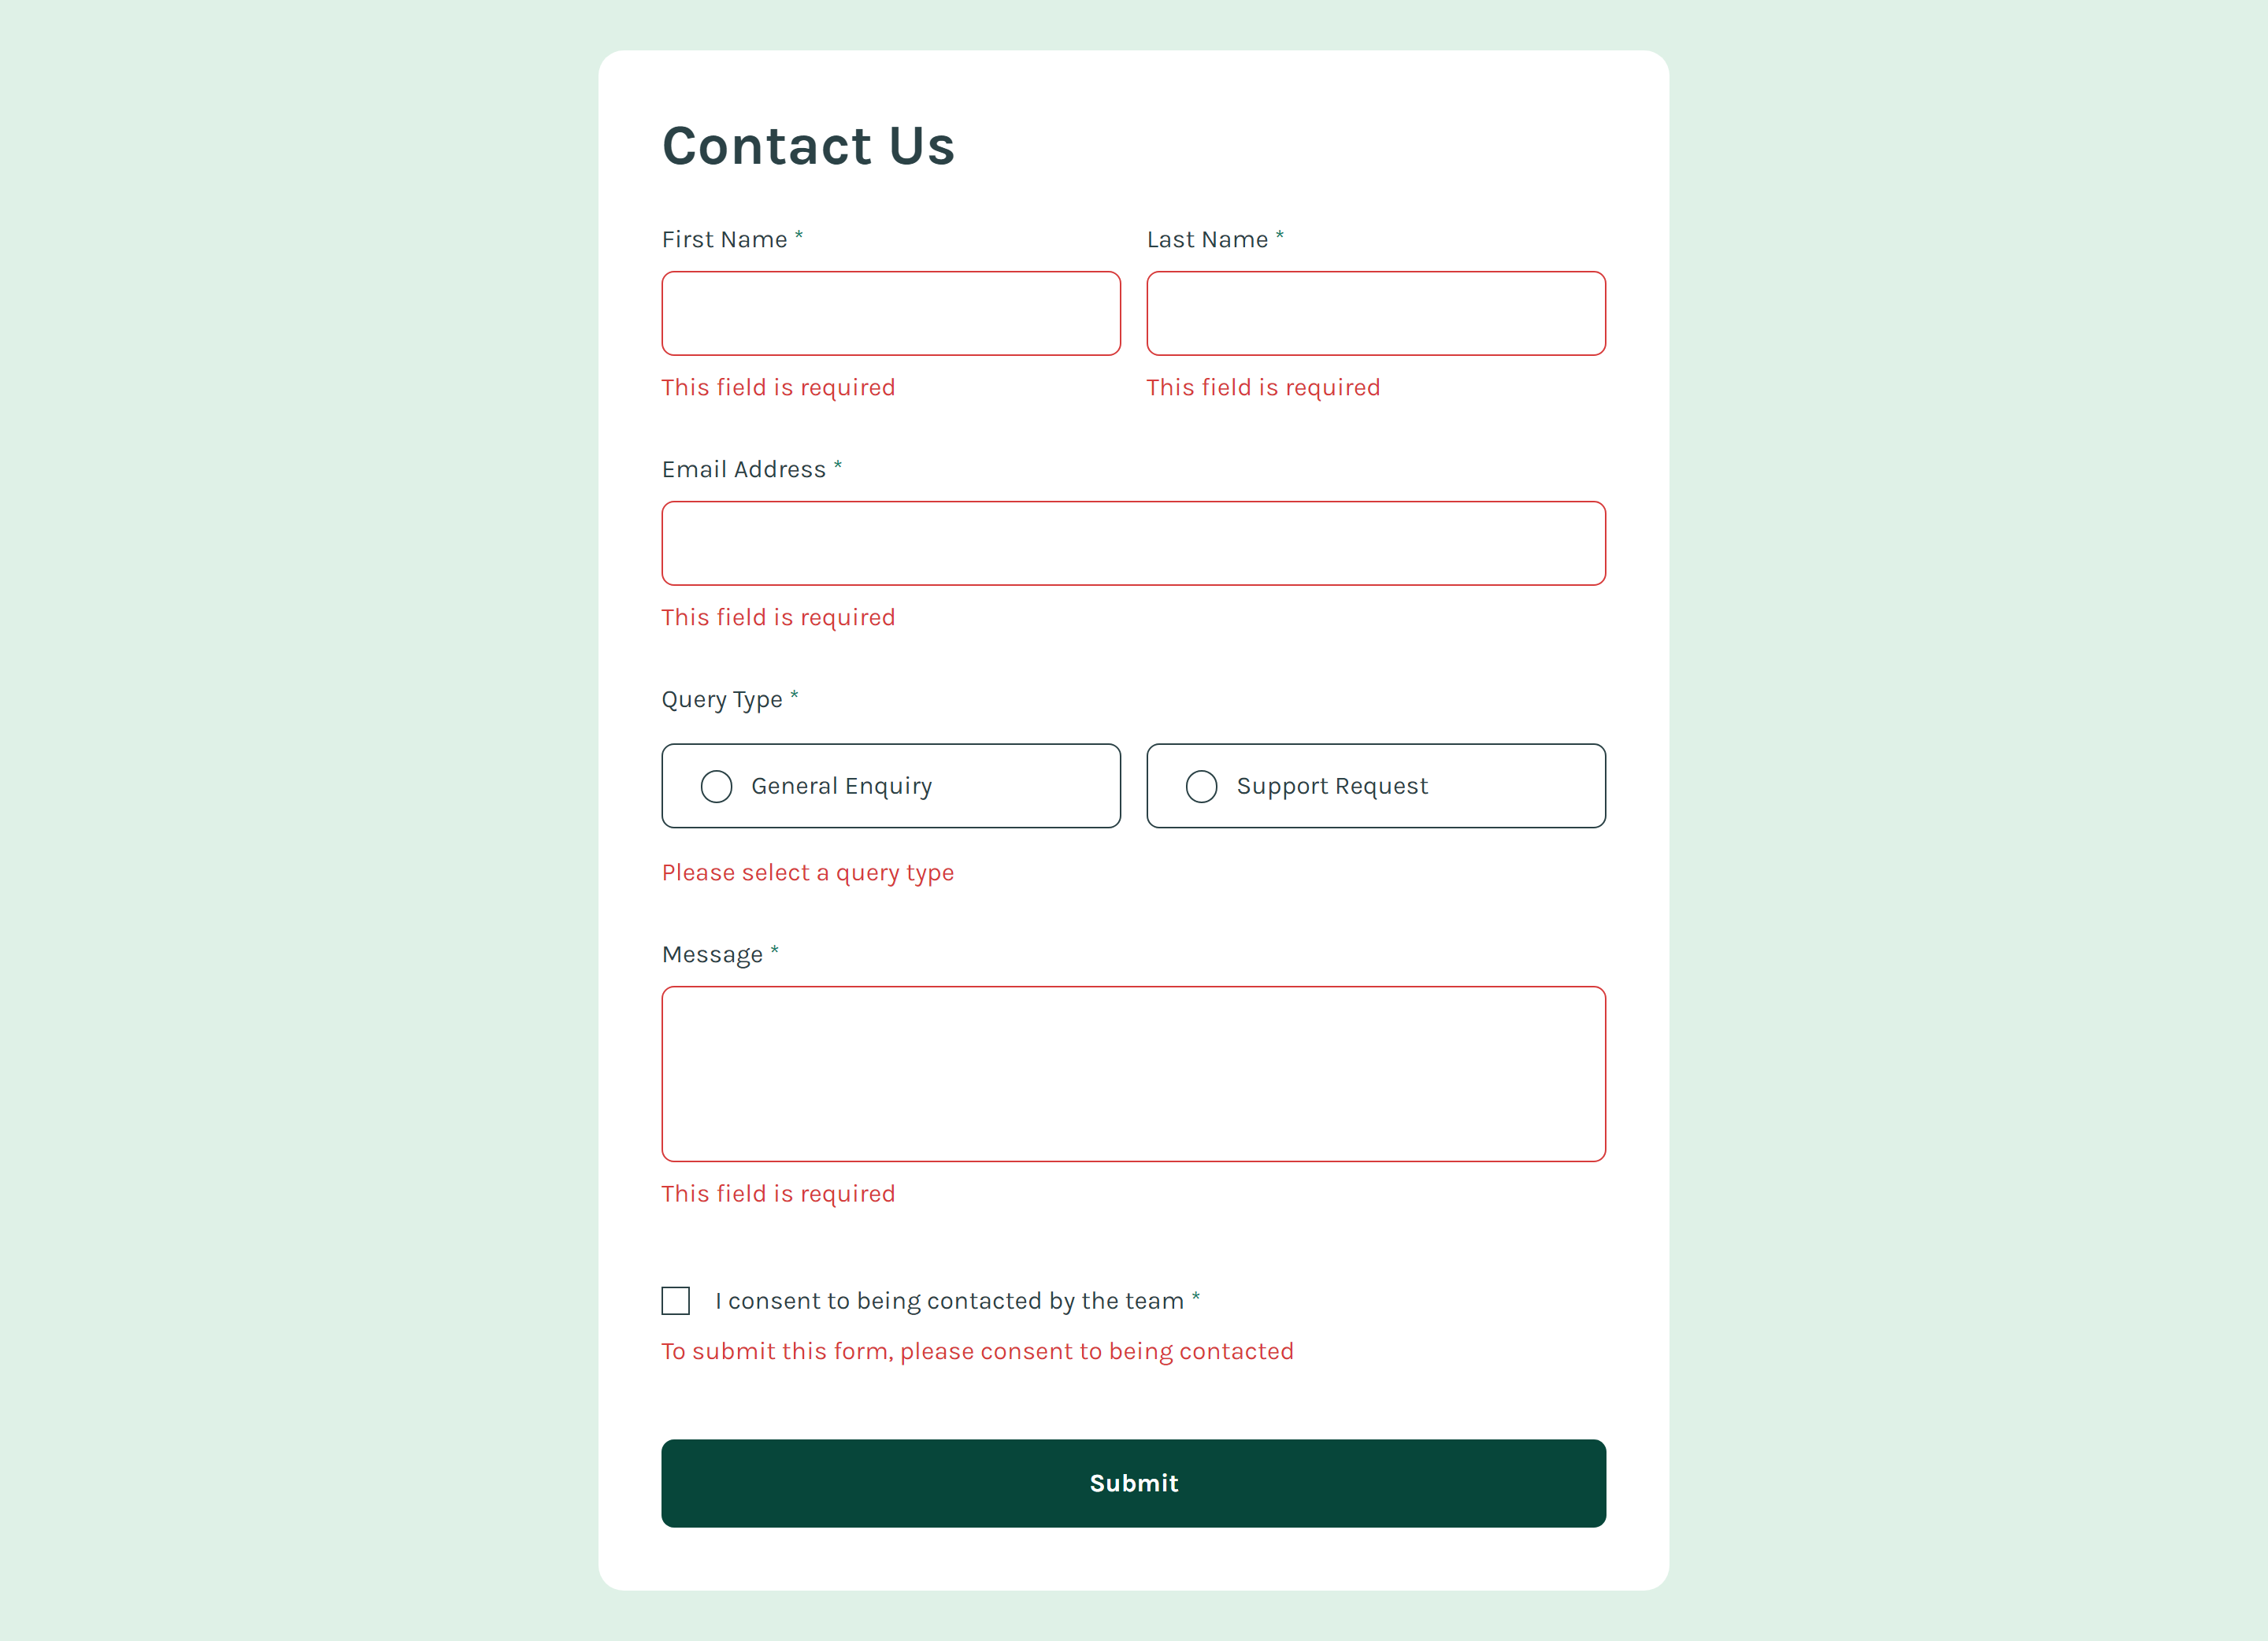 Contact Us
First Name *
Last Name *
This field is required
This field is required
Email Address *
This field is required
Query Type *
General Enquiry
Support Request
Please select a query type
Message *
This field is required
I consent to being contacted by the team *
To submit this form, please consent to being contacted
Submit